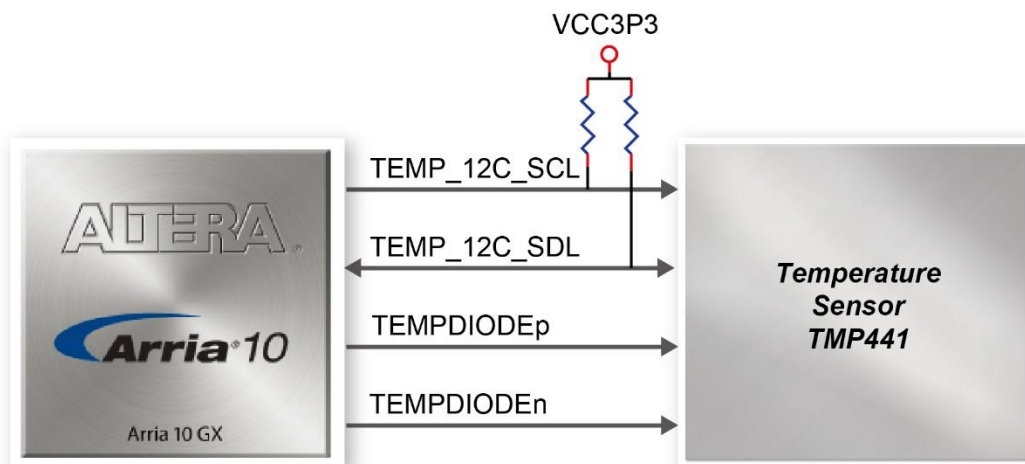 VCC3P3
TEMP_12C_SCL
TEMP_12C_SDL
TEMPDIODEp
TEMPDIODEn
ALTERA®
Arria® 10
Arria 10 GX
Temperature
Sensor
TMP441